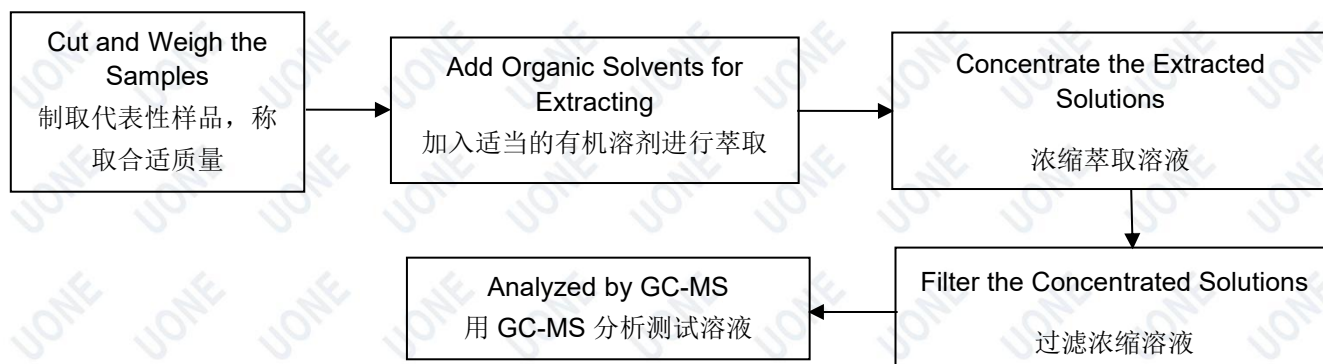 Cut and Weigh the
Samples
制取代表性样品，称
取合适质量
Add Organic Solvents for
Extracting
加入适当的有机溶剂进行萃取
Concentrate the Extracted
Solutions
浓缩萃取溶液
Filter the Concentrated Solutions
过滤浓缩溶液
Analyzed by GC-MS
用 GC-MS 分析测试溶液
UONE